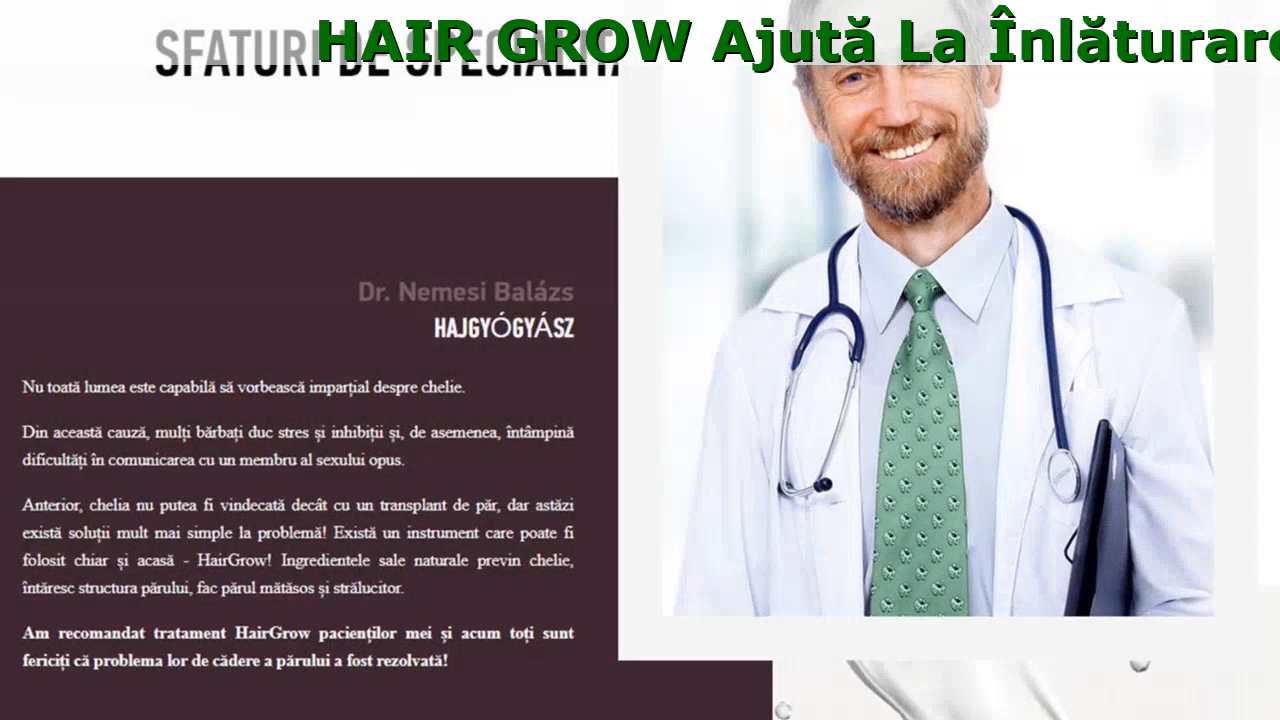 HAIR GROW Ajută La Înlăturare
SFATURI DE
Dr. Nemesi Balázs
HAJGYÓGYÁSZ
Nu toată lumea este capabilă să vorbească imparțial despre chelie.
Din această cauză, mulți bărbați duc stres și inhibiții și, de asemenea, întâmpină
dificultăți în comunicarea cu un membru al sexului opus.
Anterior, chelia nu putea fi vindecată decât cu un transplant de păr, dar astăzi
există soluții mult mai simple la problemă! Există un instrument care poate fi
folosit chiar și acasă - HairGrow! Ingredientele sale naturale previn chelie,
întăresc structura părului, fac părul mătăsos și strălucitor.
Am recomandat tratament HairGrow pacienților mei și acum toți sunt
fericiți că problema lor de cădere a părului a fost rezolvată!